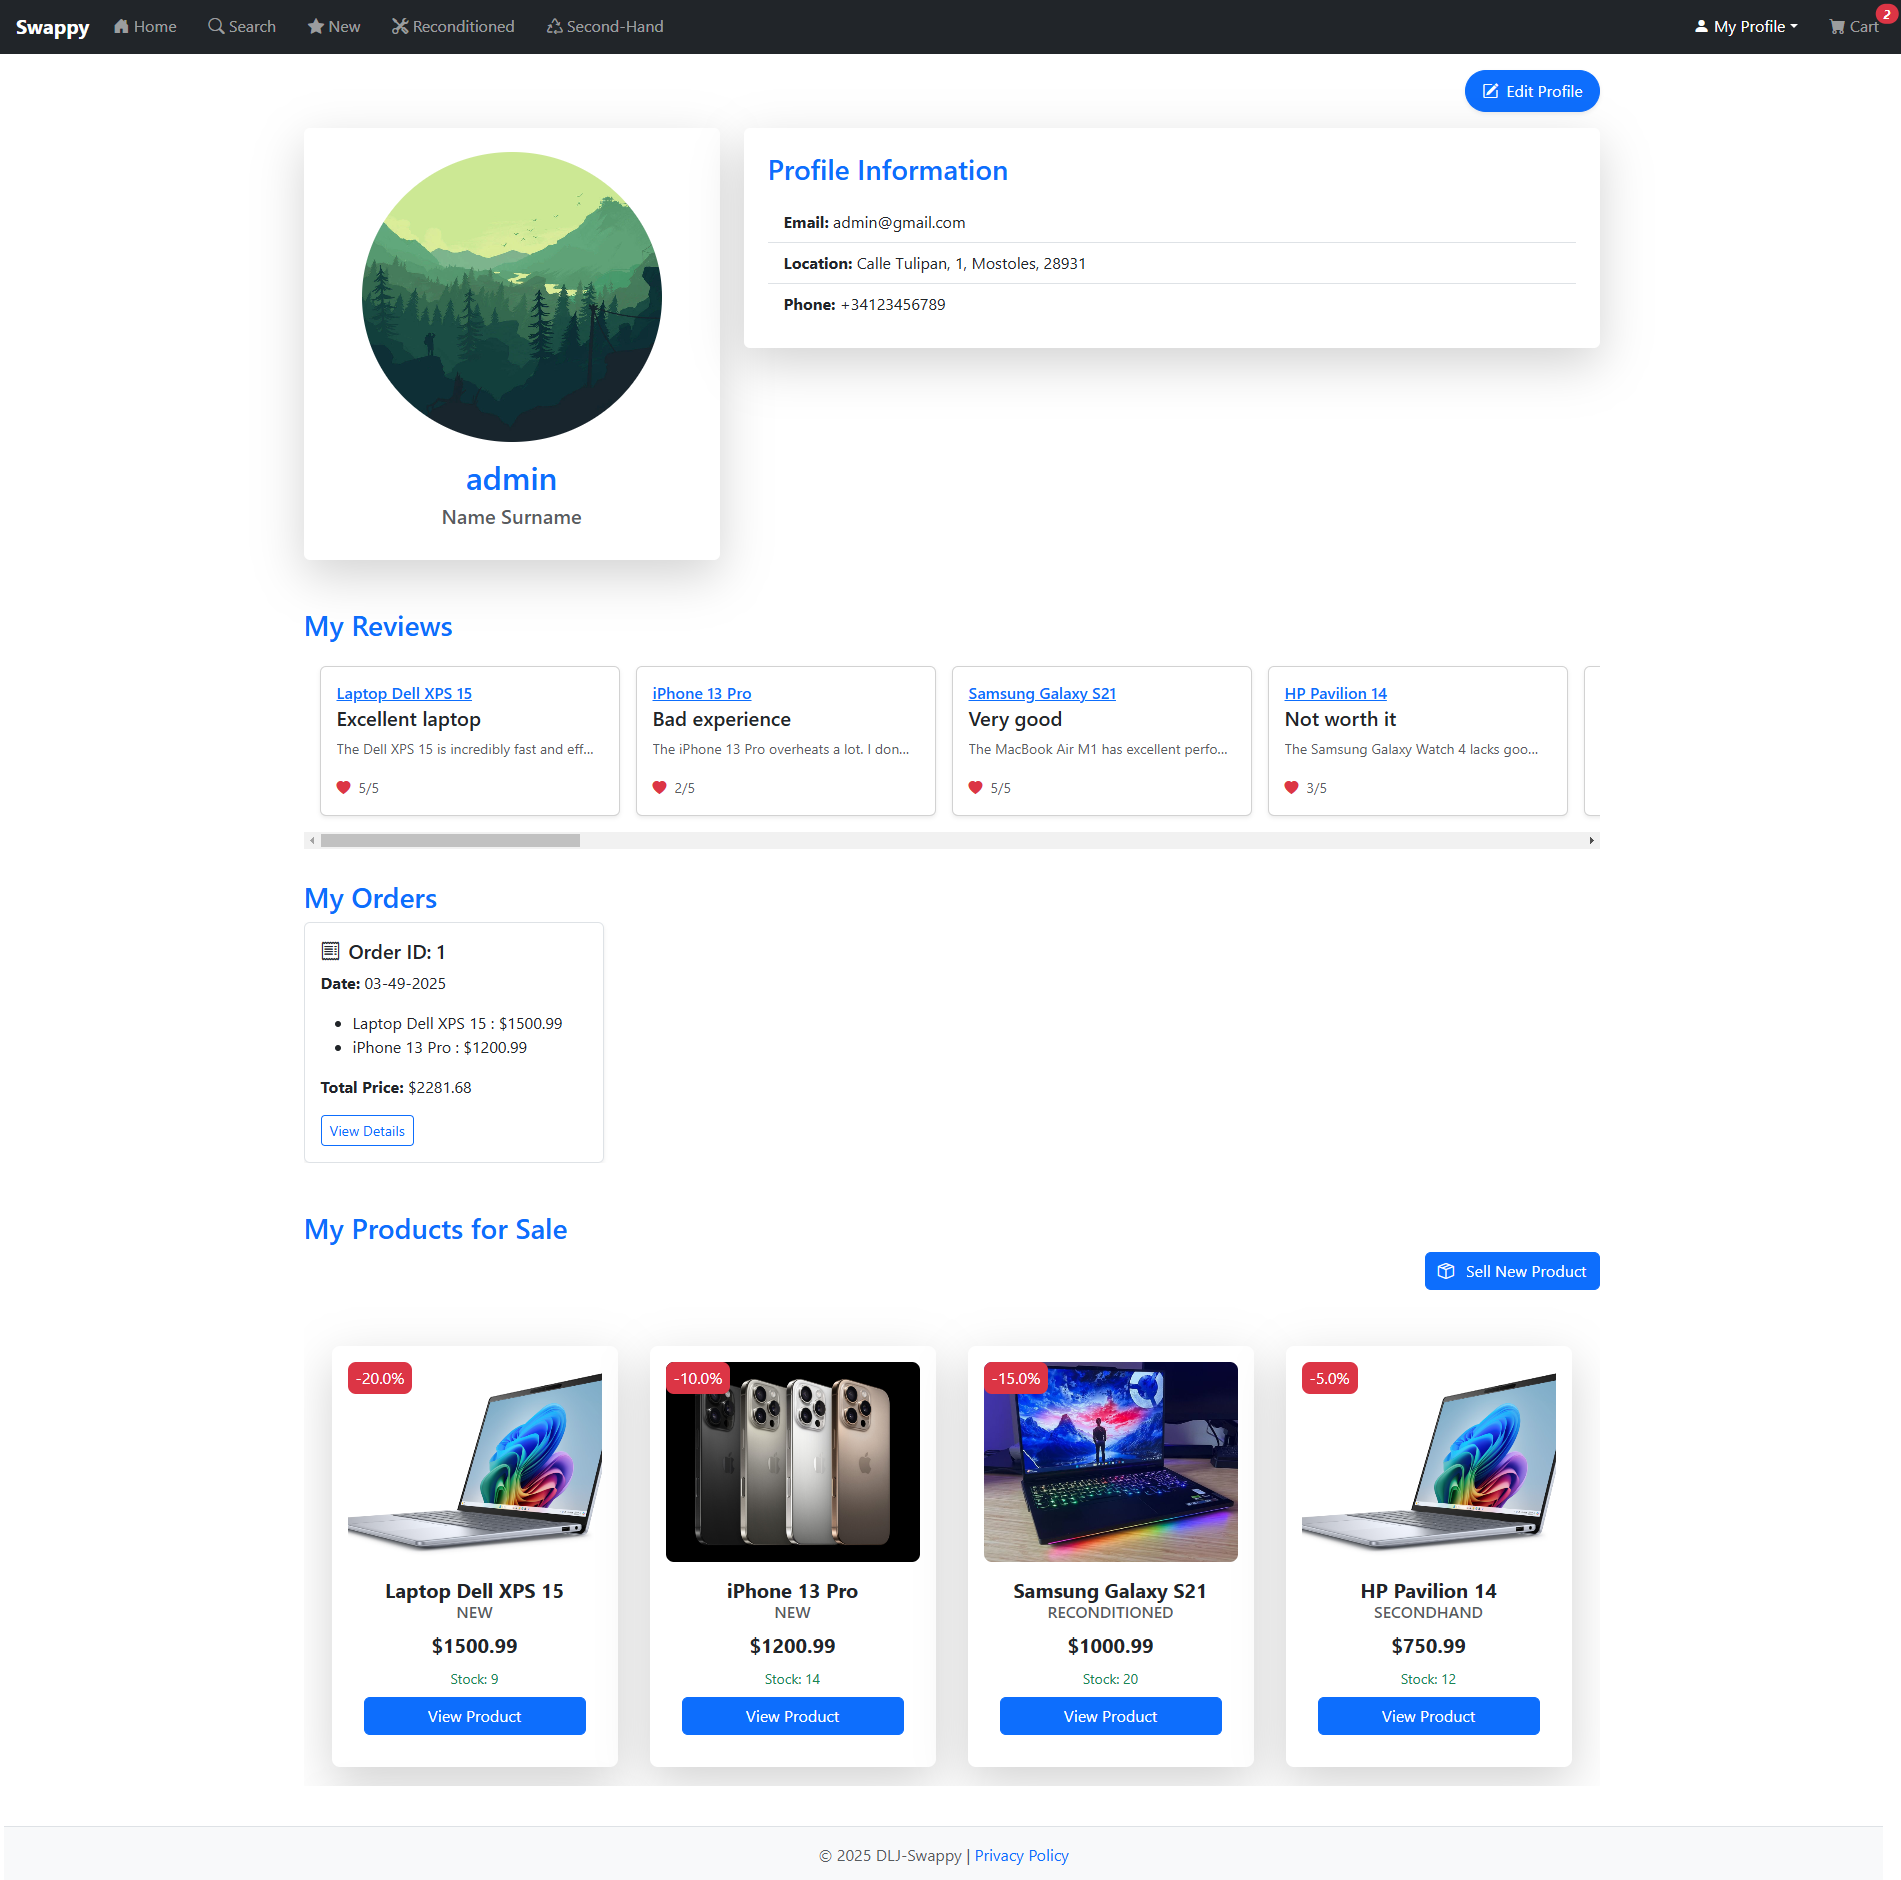 Swappy Home Search New Reconditioned Second-Hand My Profile Cart 2
Edit Profile
admin
Name Surname
Profile Information
Email: admin@gmail.com
Location: Calle Tulipan, 1, Mostoles, 28931
Phone: +34123456789
My Reviews
Laptop Dell XPS 15
Excellent laptop
The Dell XPS 15 is incredibly fast and eff...
5/5
iPhone 13 Pro
Bad experience
The iPhone 13 Pro overheats a lot. I don...
2/5
Samsung Galaxy S21
Very good
The MacBook Air M1 has excellent perfo...
5/5
HP Pavilion 14
Not worth it
The Samsung Galaxy Watch 4 lacks goo...
3/5
My Orders
Order ID: 1
Date: 03-49-2025
• Laptop Dell XPS 15 : $1500.99
• iPhone 13 Pro : $1200.99
Total Price: $2281.68
View Details
My Products for Sale
Sell New Product
-20.0%
Laptop Dell XPS 15
NEW
$1500.99
Stock: 9
View Product
-10.0%
iPhone 13 Pro
NEW
$1200.99
Stock: 14
View Product
-15.0%
Samsung Galaxy S21
RECONDITIONED
$1000.99
Stock: 20
View Product
-5.0%
HP Pavilion 14
SECONDHAND
$750.99
Stock: 12
View Product
© 2025 DLJ-Swappy | Privacy Policy